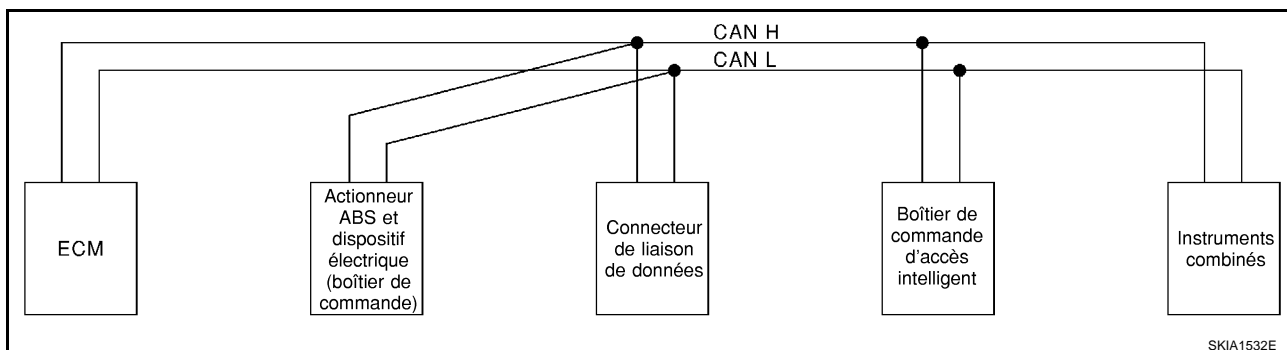 CAN H
CAN L
ECM
Actionneur
ABS et
dispositif
électrique
(boîtier de
commande)
Connecteur
de liaison
de données
Boîtier de
commande
d'accès
intelligent
Instruments
combinés
SKIA1532E